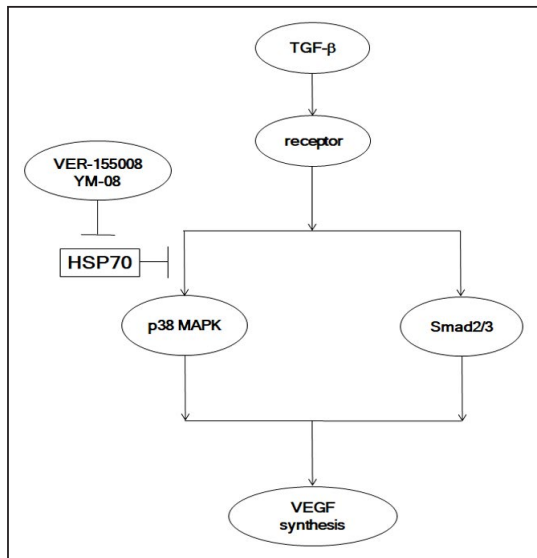 TGF-β
receptor
VER-155008
YM-08
HSP70
p38 MAPK
Smad2/3
VEGF
synthesis